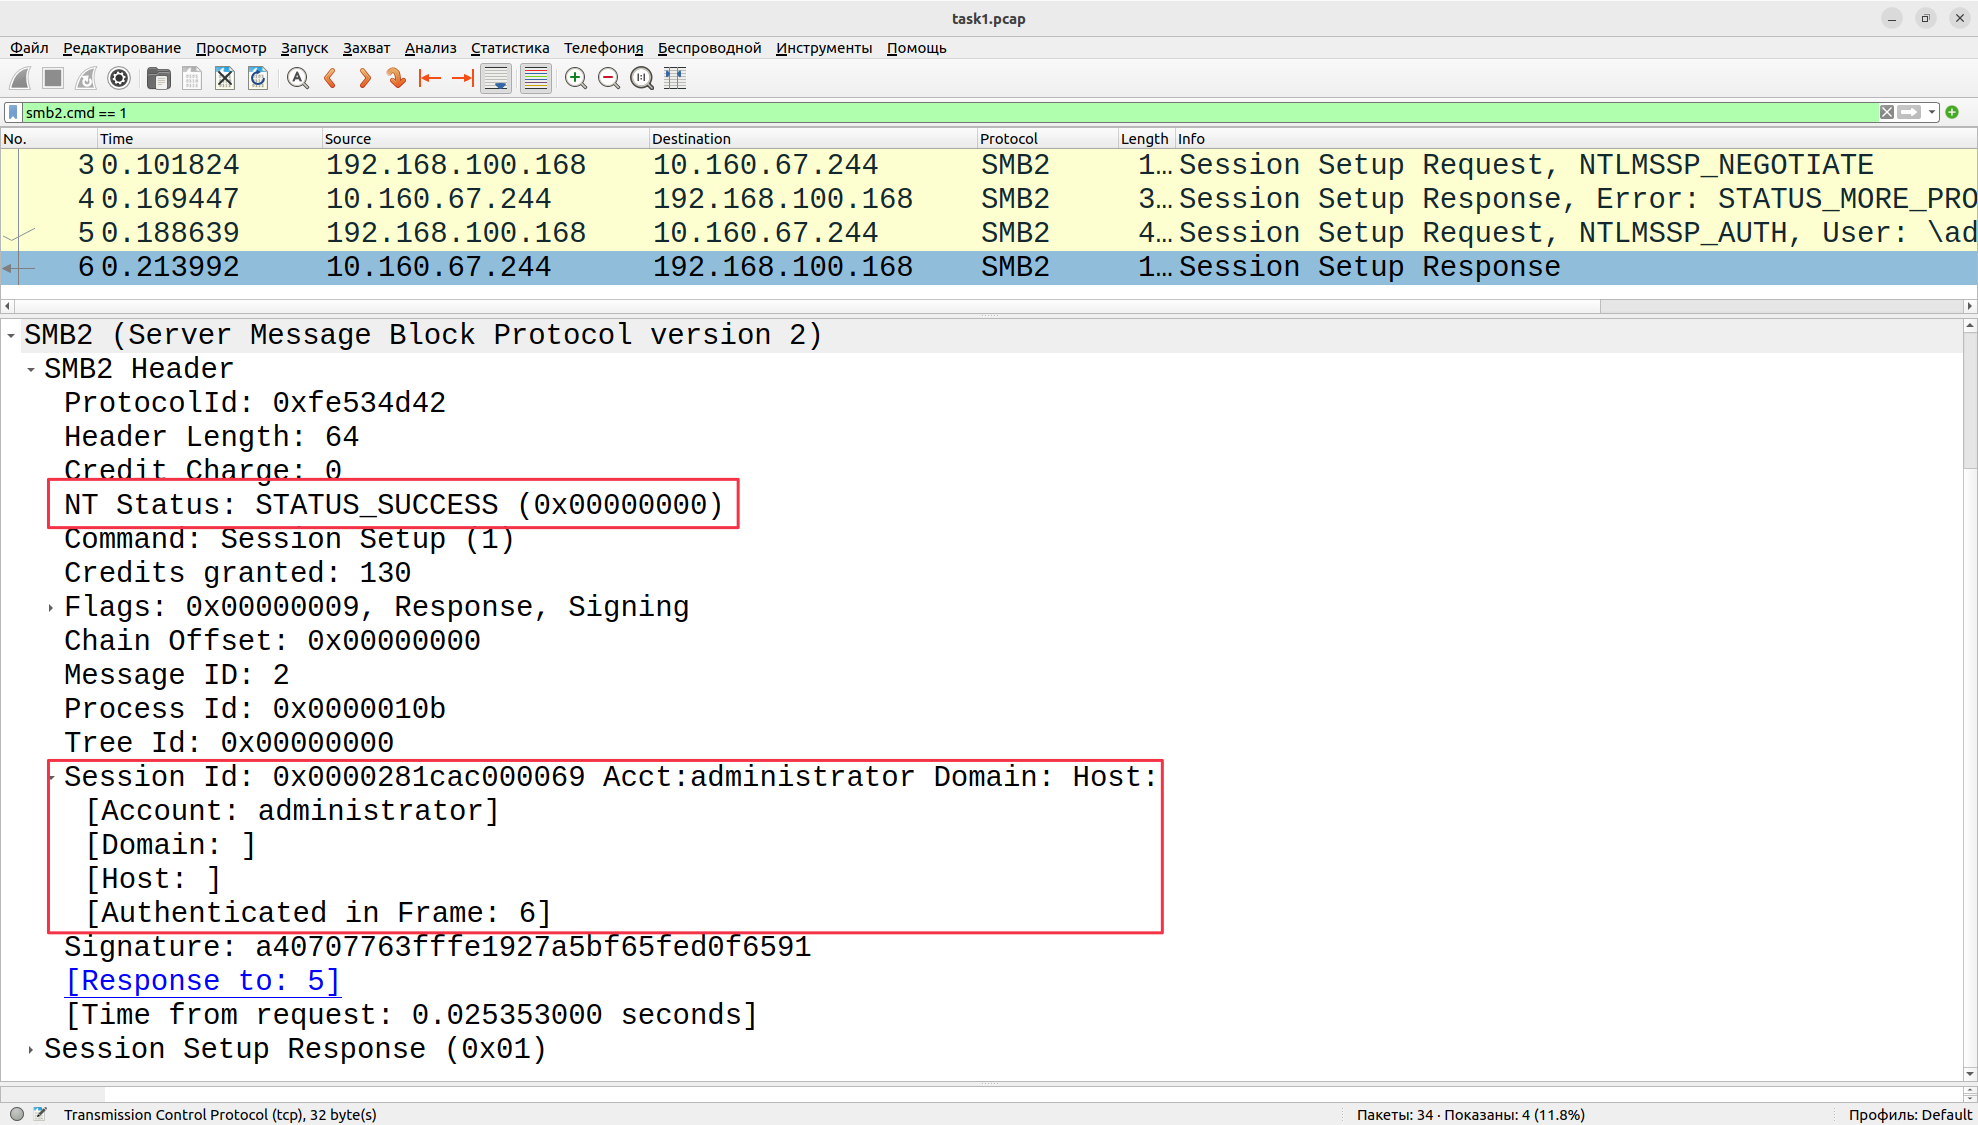 task1.pcap
Файл Редактирование Просмотр Запуск Захват Анализ Статистика Телефония Беспроводной Инструменты Помощь
smb2.cmd == 1
No. Time Source Destination Protocol Length Info
3 0.101824 192.168.100.168 10.160.67.244 SMB2 1… Session Setup Request, NTLMSSP_NEGOTIATE
4 0.169447 10.160.67.244 192.168.100.168 SMB2 3… Session Setup Response, Error: STATUS_MORE_PRO
5 0.188639 192.168.100.168 10.160.67.244 SMB2 4… Session Setup Request, NTLMSSP_AUTH, User: \ad
6 0.213992 10.160.67.244 192.168.100.168 SMB2 1… Session Setup Response
SMB2 (Server Message Block Protocol version 2)
SMB2 Header
ProtocolId: 0xfe534d42
Header Length: 64
Credit Charge: 0
NT Status: STATUS_SUCCESS (0x00000000)
Command: Session Setup (1)
Credits granted: 130
Flags: 0x00000009, Response, Signing
Chain Offset: 0x00000000
Message ID: 2
Process Id: 0x0000010b
Tree Id: 0x00000000
Session Id: 0x0000281cac000069 Acct:administrator Domain: Host:
[Account: administrator]
[Domain: ]
[Host: ]
[Authenticated in Frame: 6]
Signature: a40707763fffe1927a5bf65fed0f6591
[Response to: 5]
[Time from request: 0.025353000 seconds]
Session Setup Response (0x01)
Transmission Control Protocol (tcp), 32 byte(s) Пакеты: 34 · Показаны: 4 (11.8%) Профиль: Default